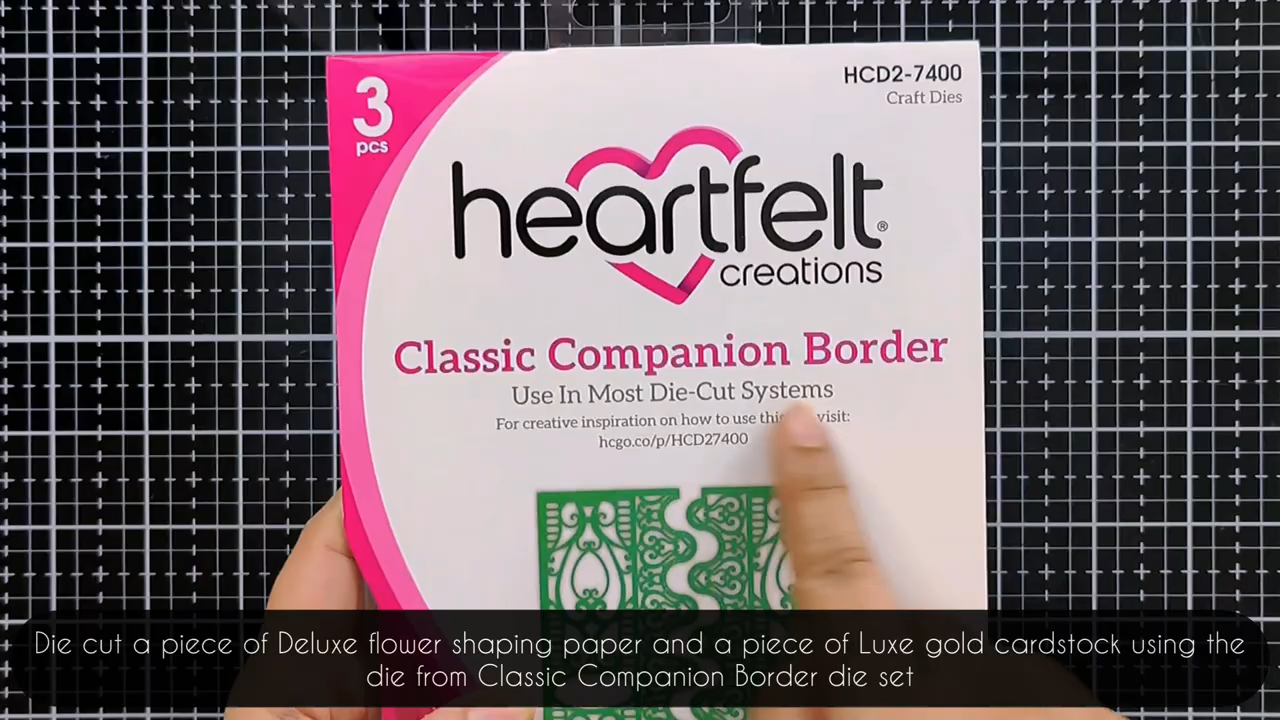 3
pcs
HCD2-7400
Craft Dies
heartfelt®
creations
Classic Companion Border
Use In Most Die-Cut Systems
For creative inspiration on how to use visit:
hcgo.co/p/HCD27400
Die cut a piece of Deluxe flower shaping paper and a piece of Luxe gold cardstock using the
die from Classic Companion Border die set